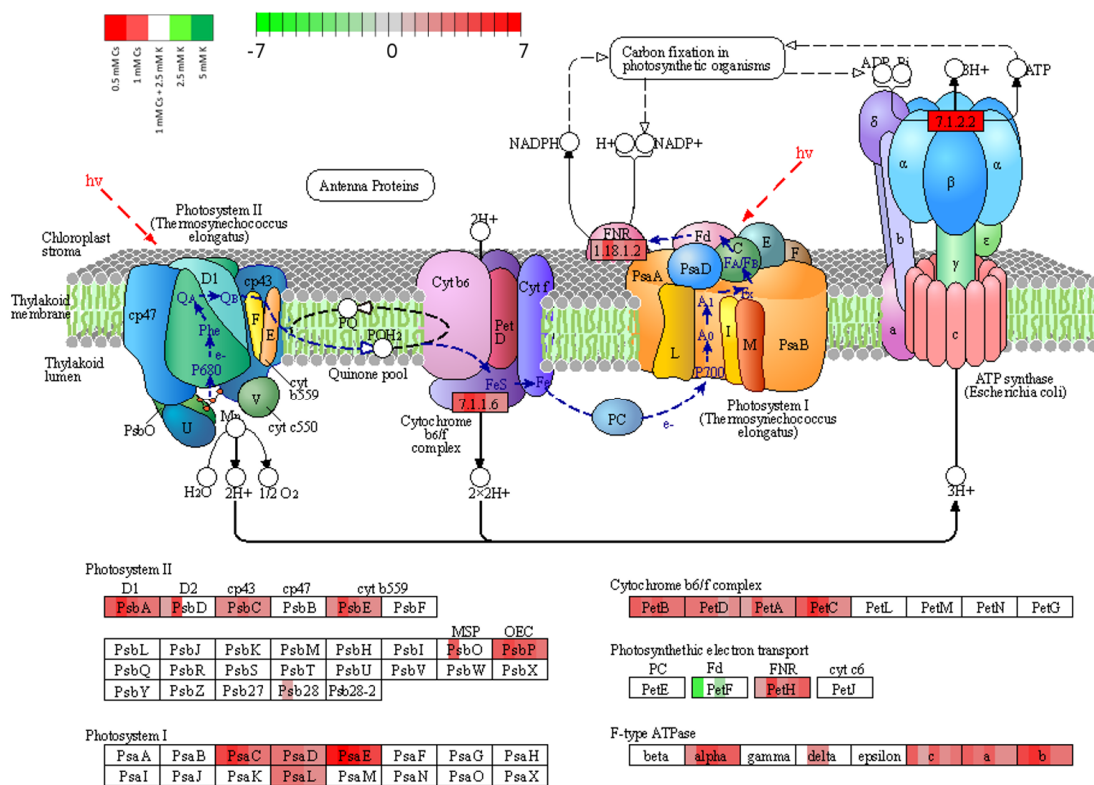 0.5 mM Cs
1 mM Cs
1 mM Cs + 2.5 mM K
2.5 mM K
5 mM K
-7
0
7
Carbon fixation in
photosynthetic organisms
ADP
Pi
3H+
ATP
NADPH
H+
NADP+
7.1.2.2
δ
α
β
α
hν
hν
Antenna Proteins
Photosystem II
(Thermosynechococcus
elongatus)
Chloroplast
stroma
2H+
FNR
1.18.1.2
Fd
C
E
F
FA/FB
PsaD
PsaA
b
ε
γ
D1
cp43
QA
QB
Cyt b6
Cyt f
Thylakoid
membrane
cp47
Phe
F
E
PQ
PQH2
Pet
D
A1
Fx
A0
I
L
M
PsaB
a
c
Thylakoid
lumen
e-
P680
Quinone pool
FeS
Fe
P700
cyt
b559
7.1.1.6
PC
e-
ATP synthase
(Escherichia coli)
V
PsbO
U
Mn
cyt c550
Cytochrome
b6/f
complex
Photosystem I
(Thermosynechococcus
elongatus)
H2O
2H+
1/2 O2
2×2H+
3H+
Photosystem II
D1 D2 cp43 cp47 cyt b559
PsbA PsbD PsbC PsbB PsbE PsbF
MSP OEC
PsbL PsbJ PsbK PsbM PsbH PsbI PsbO PsbP
PsbQ PsbR PsbS PsbT PsbU PsbV PsbW PsbX
PsbY PsbZ Psb27 Psb28 Psb28-2
Photosystem I
PsaA PsaB PsaC PsaD PsaE PsaF PsaG PsaH
PsaI PsaJ PsaK PsaL PsaM PsaN PsaO PsaX
Cytochrome b6/f complex
PetB PetD PetA PetC PetL PetM PetN PetG
Photosynthetic electron transport
PC Fd FNR cyt c6
PetE PetF PetH PetJ
F-type ATPase
beta alpha gamma delta epsilon c a b